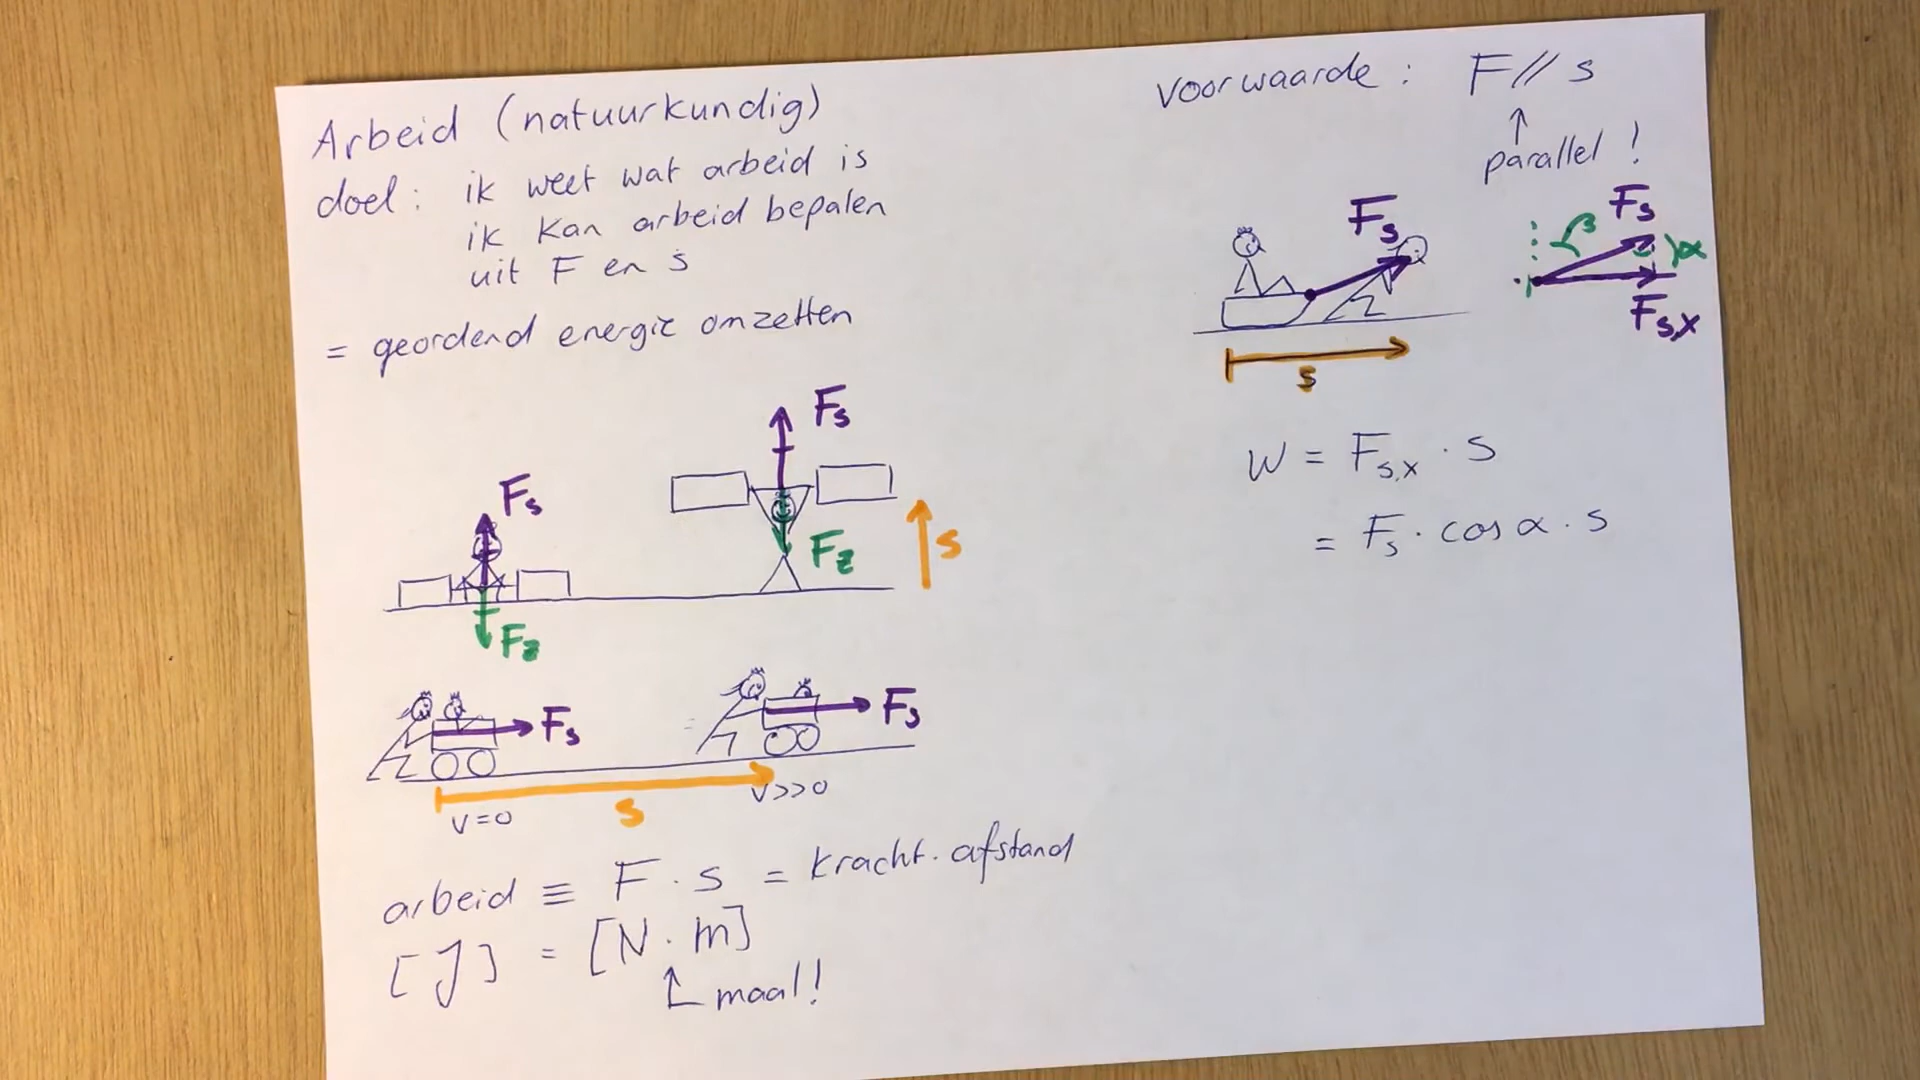 Arbeid (natuurkundig)
doel: ik weet wat arbeid is
ik kan arbeid bepalen
uit F en s
= geordend energie omzetten
Fs
Fz
Fs
Fz
s
Fs
Fs
v=0
s
v>>0
arbeid ≡ F · s = kracht · afstand
[J] = [N · m]
maal!
voorwaarde: F // s
parallel!
Fs
s
Fs
β
α
Fs,x
W = Fs,x · s
= Fs · cos α · s